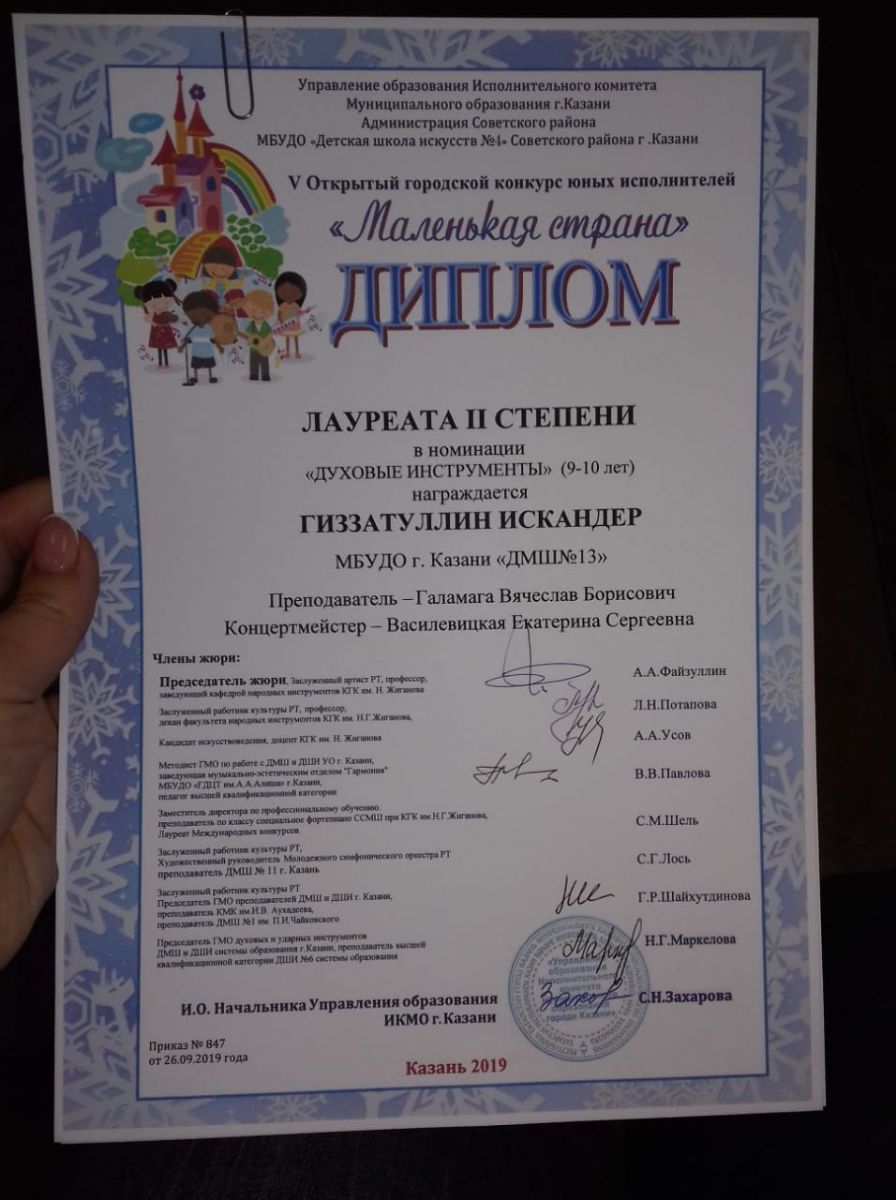 Управление образования Исполнительного комитета
Муниципального образования г.Казани
Администрация Советского района
МБУДО «Детская школа искусств №4» Советского района г .Казани
V Открытый городской конкурс юных исполнителей
«Маленькая страна»
ДИПЛОМ
ЛАУРЕАТА II СТЕПЕНИ
в номинации
«ДУХОВЫЕ ИНСТРУМЕНТЫ» (9-10 лет)
награждается
ГИЗЗАТУЛЛИН ИСКАНДЕР
МБУДО г. Казани «ДМШ№13»
Преподаватель – Галамага Вячеслав Борисович
Концертмейстер – Василевицкая Екатерина Сергеевна
Члены жюри:
Председатель жюри, Заслуженный артист РТ, профессор,
заведующий кафедрой народных инструментов КГК им. Н. Жиганова
А.А.Файзуллин
Заслуженный работник культуры РТ, профессор,
декан факультета народных инструментов КГК им. Н.Г.Жиганова,
Л.Н.Потапова
Кандидат искусствоведения, доцент КГК им. Н. Жиганова
А.А.Усов
Методист ГМО по работе с ДМШ и ДШИ УО г. Казани,
заведующая музыкально-эстетическим отделом "Гармония"
МБУДО «ГДЦТ им.А.Алиша» г.Казани,
педагог высшей квалификационной категории
В.В.Павлова
Заместитель директора по профессиональному обучению,
преподаватель по классу специальное фортепиано ССМШ при КГК им.Н.Г.Жиганова,
Лауреат Международных конкурсов
С.М.Шель
Заслуженный работник культуры РТ,
Художественный руководитель Молодежного симфонического оркестра РТ
преподаватель ДМШ № 11 г. Казань
С.Г.Лось
Заслуженный работник культуры РТ
Председатель ГМО преподавателей ДМШ и ДШИ г. Казани,
преподаватель КМК им.И.В. Аухадеева,
преподаватель ДМШ №1 им. П.И.Чайковского
Г.Р.Шайхутдинова
Председатель ГМО духовых и ударных инструментов
ДМШ и ДШИ системы образования г.Казани, преподаватель высшей
квалификационной категории ДШИ №6 системы образования
Н.Г.Маркелова
И.О. Начальника Управления образования
ИКМО г.Казани
С.Н.Захарова
«Управление
образования
Исполнительного
комитета
образования
города Казани»
Приказ № 847
от 26.09.2019 года
Казань 2019